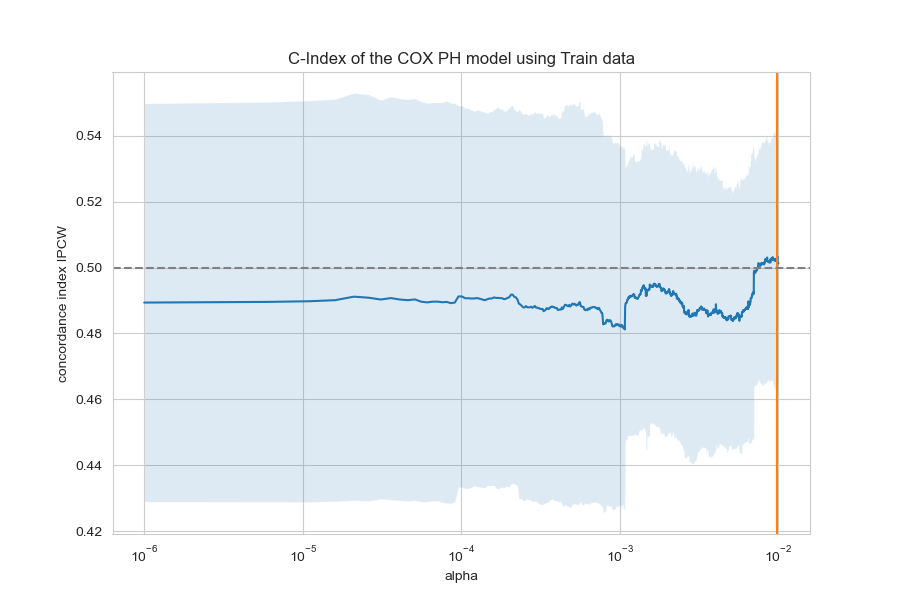 C-Index of the COX PH model using Train data
concordance index IPCW
0.54
0.52
0.50
0.48
0.46
0.44
0.42
10⁻⁶ 10⁻⁵ 10⁻⁴ 10⁻³ 10⁻²
alpha